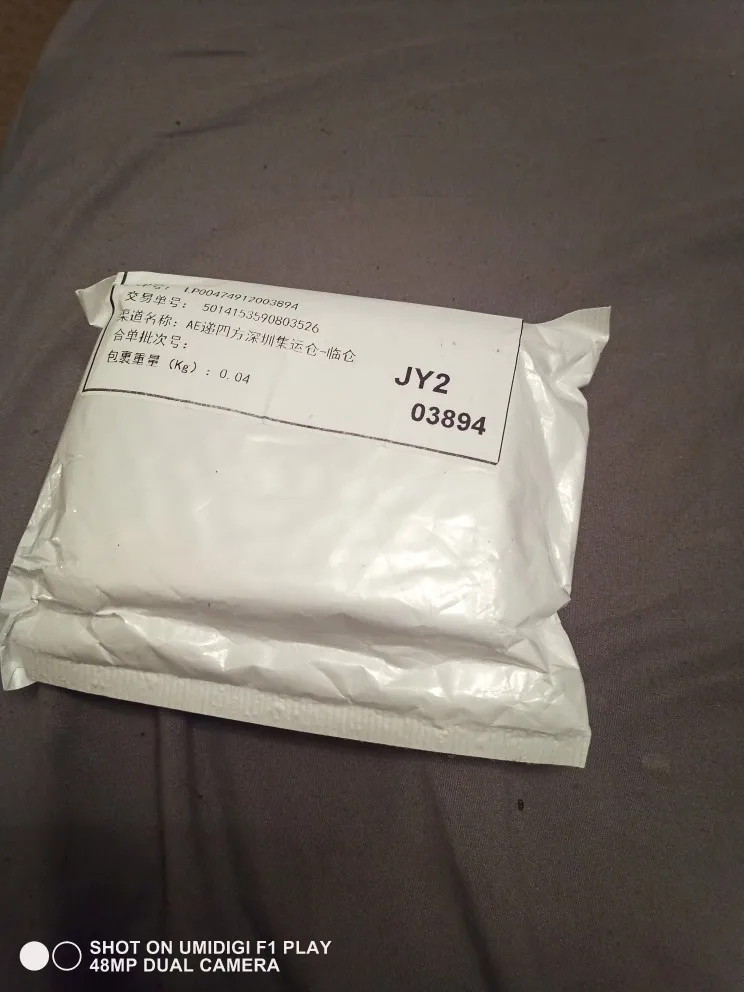 LP00474912003894
交易单号: 5014153590803526
渠道名称: AE递四方深圳集运仓-临仓
合单批次号:
包裹重量 (Kg) : 0.04
JY2
03894
SHOT ON UMIDIGI F1 PLAY
48MP DUAL CAMERA